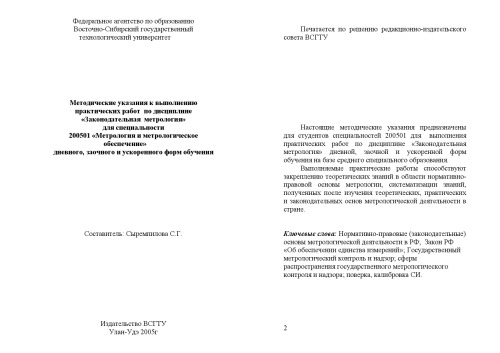 Федеральное агентство по образованию
Восточно-Сибирский государственный
технологический университет
Методические указания к выполнению
практических работ по дисциплине
«Законодательная метрология»
для специальности
200501 «Метрология и метрологическое
обеспечение»
дневного, заочного и ускоренного форм обучения
Составитель: Сыремпилова С.Г.
Издательство ВСГТУ
Улан-Удэ 2005г
Печатается по решению редакционно-издательского
совета ВСГТУ
Настоящие методические указания предназначены
для студентов специальностей 200501 для выполнения
практических работ по дисциплине «Законодательная
метрология» дневной, заочной и ускоренной форм
обучения на базе среднего специального образования.
Выполняемые практические работы способствуют
закреплению теоретических знаний в области нормативно-
правовой основы метрологии, систематизации знаний,
полученных после изучения теоретических, практических
и законодательных основ метрологической деятельности в
стране.
Ключевые слова: Нормативно-правовые (законодательные)
основы метрологической деятельности в РФ, Закон РФ
«Об обеспечении единства измерений»; Государственный
метрологический контроль и надзор; сферы
распространения государственного метрологического
контроля и надзора; поверка, калибровка СИ.
2